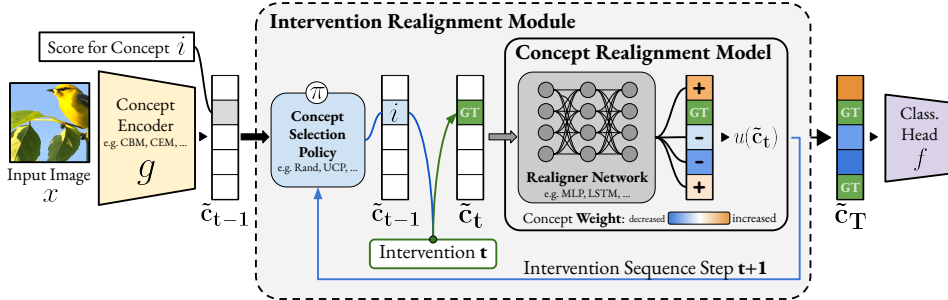 Intervention Realignment Module
Score for Concept i
Concept Realignment Model
Concept
Encoder
e.g. CBM, CEM, ...
g
Input Image
x
c̃ₜ₋₁
π
Concept
Selection
Policy
e.g. Rand, UCP, ...
i
c̃ₜ₋₁
GT
c̃ₜ
Intervention t
Realigner Network
e.g. MLP, LSTM, ...
+
GT
-
-
+
u(c̃ₜ)
Concept Weight: decreased increased
Intervention Sequence Step t+1
GT
GT
c̃_T
Class.
Head
f